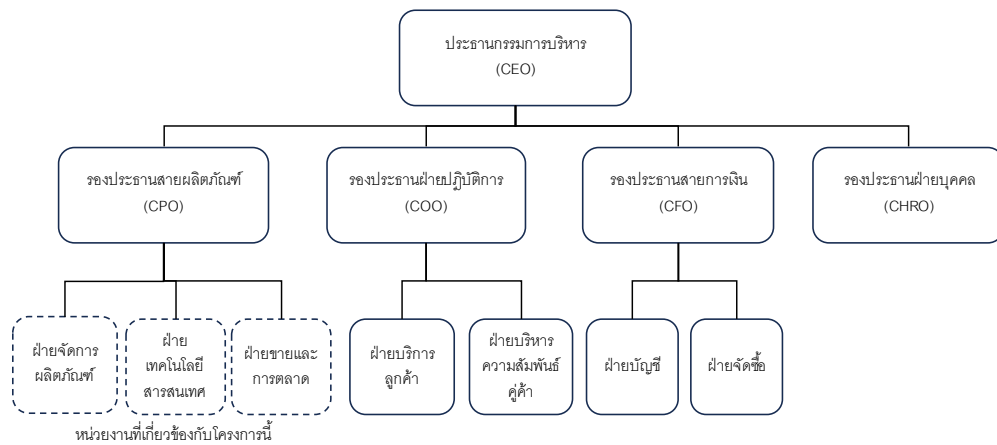 ประธานกรรมการบริหาร
(CEO)
รองประธานสายผลิตภัณฑ์
(CPO)
รองประธานฝ่ายปฏิบัติการ
(COO)
รองประธานสายการเงิน
(CFO)
รองประธานฝ่ายบุคคล
(CHRO)
ฝ่ายจัดการ
ผลิตภัณฑ์
ฝ่าย
เทคโนโลยี
สารสนเทศ
ฝ่ายขายและ
การตลาด
ฝ่ายบริการ
ลูกค้า
ฝ่ายบริหาร
ความสัมพันธ์
คู่ค้า
ฝ่ายบัญชี
ฝ่ายจัดซื้อ
หน่วยงานที่เกี่ยวข้องกับโครงการนี้